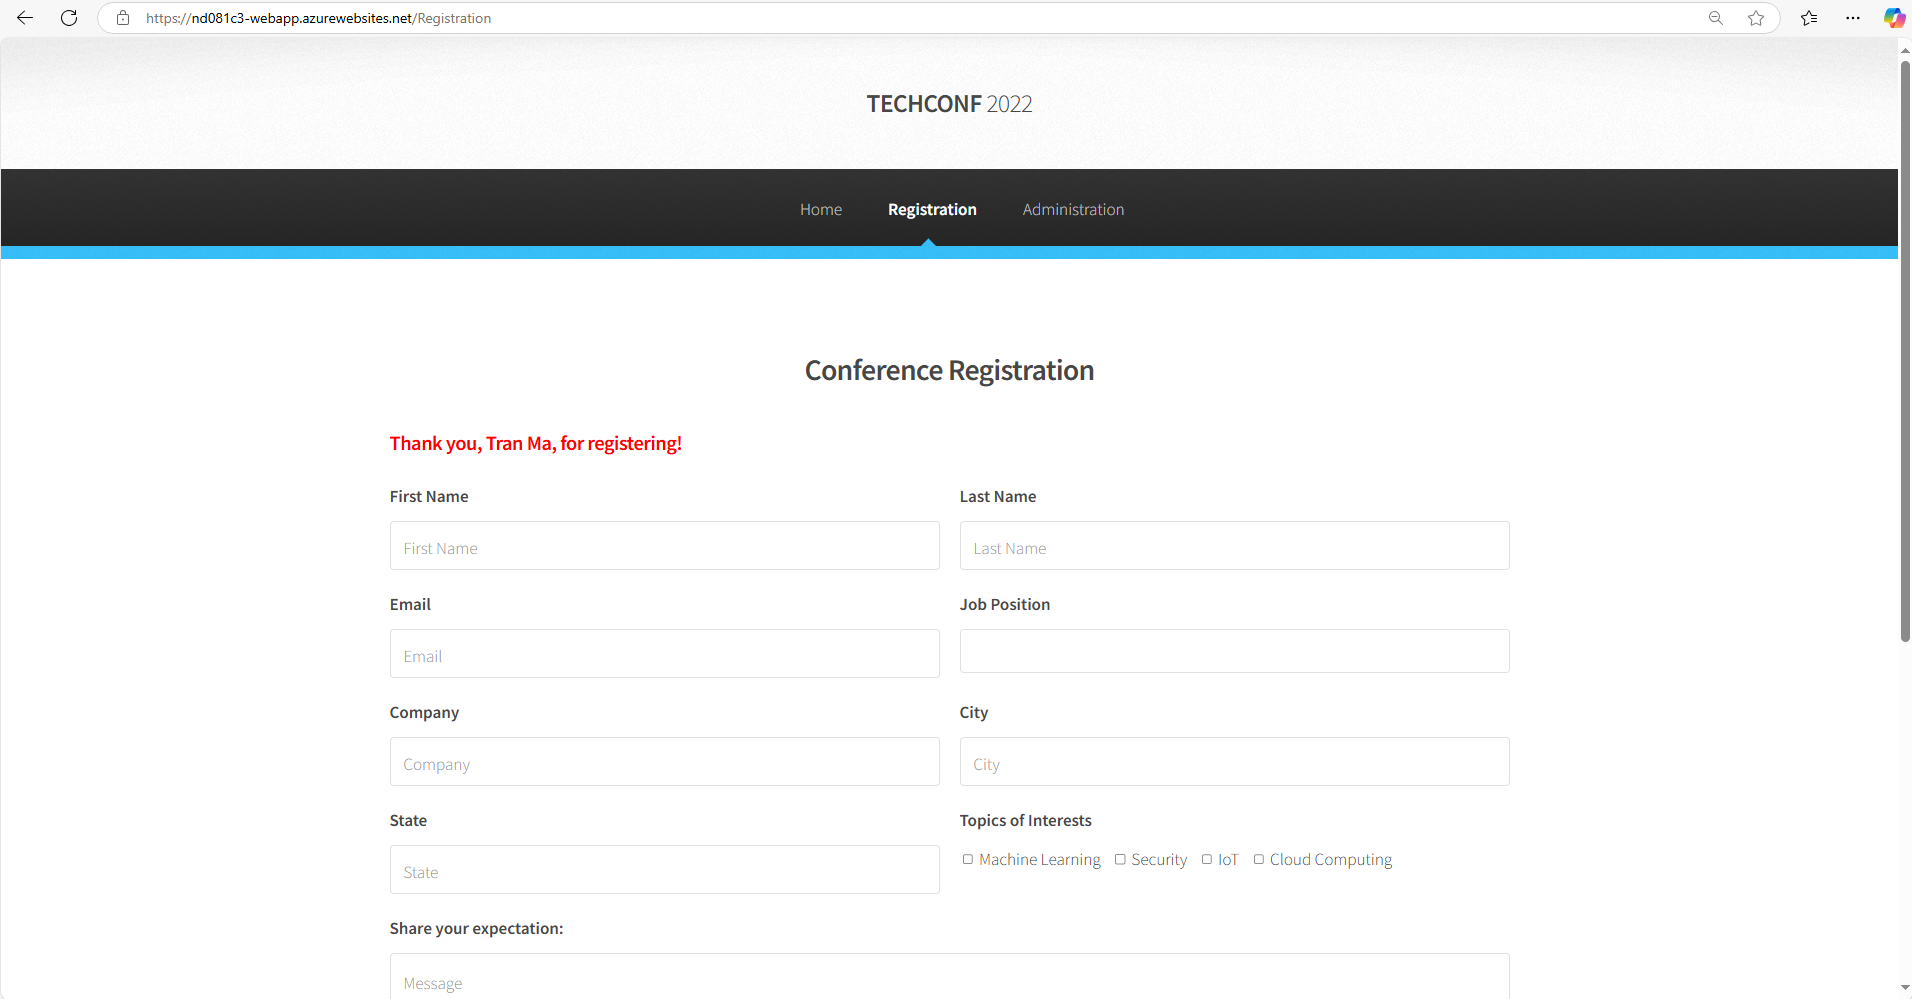 https://nd081c3-webapp.azurewebsites.net/Registration
TECHCONF 2022
Home Registration Administration
Conference Registration
Thank you, Tran Ma, for registering!
First Name Last Name
First Name Last Name
Email Job Position
Email
Company City
Company City
State Topics of Interests
State Machine Learning Security IoT Cloud Computing
Share your expectation:
Message